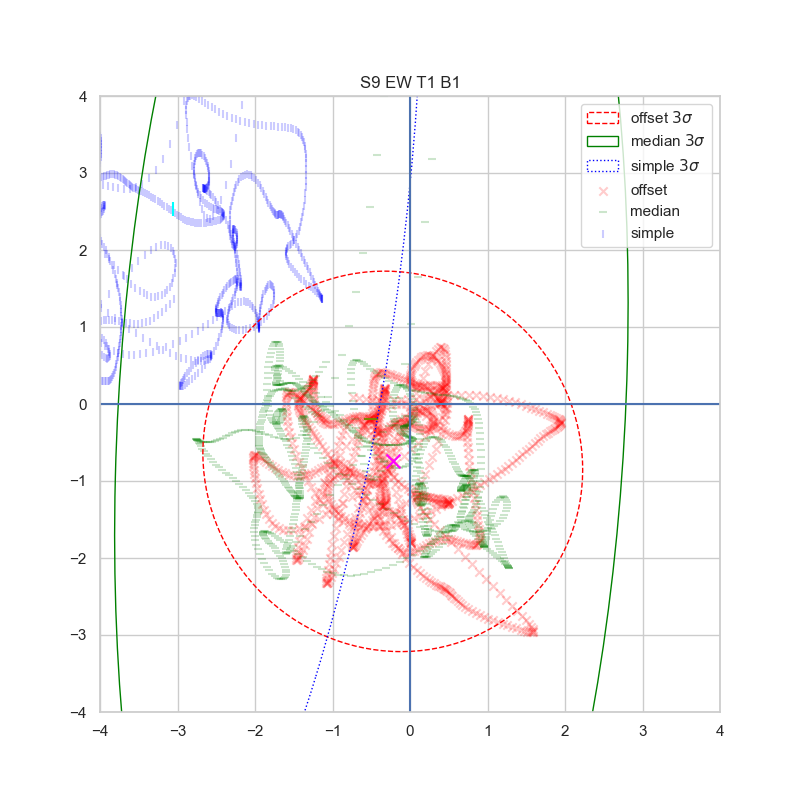 S9 EW T1 B1
offset 3σ
median 3σ
simple 3σ
offset
median
simple
4
3
2
1
0
−1
−2
−3
−4
−4 −3 −2 −1 0 1 2 3 4